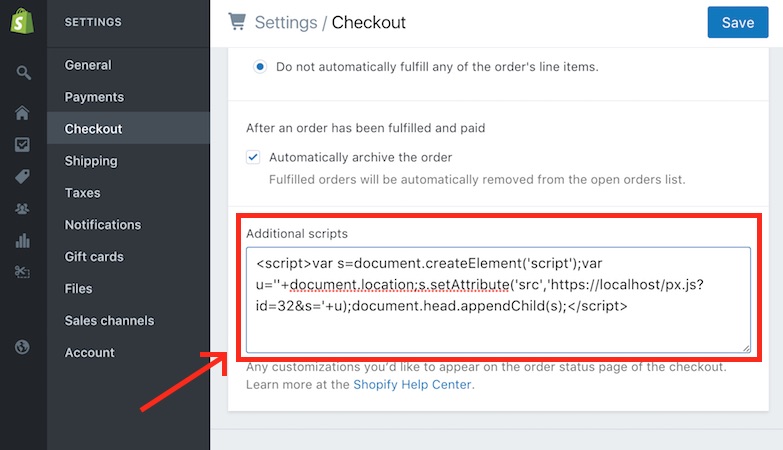 SETTINGS
General
Payments
Checkout
Shipping
Taxes
Notifications
Gift cards
Files
Sales channels
Account
Settings / Checkout
Save
Do not automatically fulfill any of the order's line items.
After an order has been fulfilled and paid
Automatically archive the order
Fulfilled orders will be automatically removed from the open orders list.
Additional scripts
<script>var s=document.createElement('script');var
u=''+document.location;s.setAttribute('src','https://localhost/px.js?
id=32&s='+u);document.head.appendChild(s);</script>
Any customizations you'd like to appear on the order status page of the checkout.
Learn more at the Shopify Help Center.